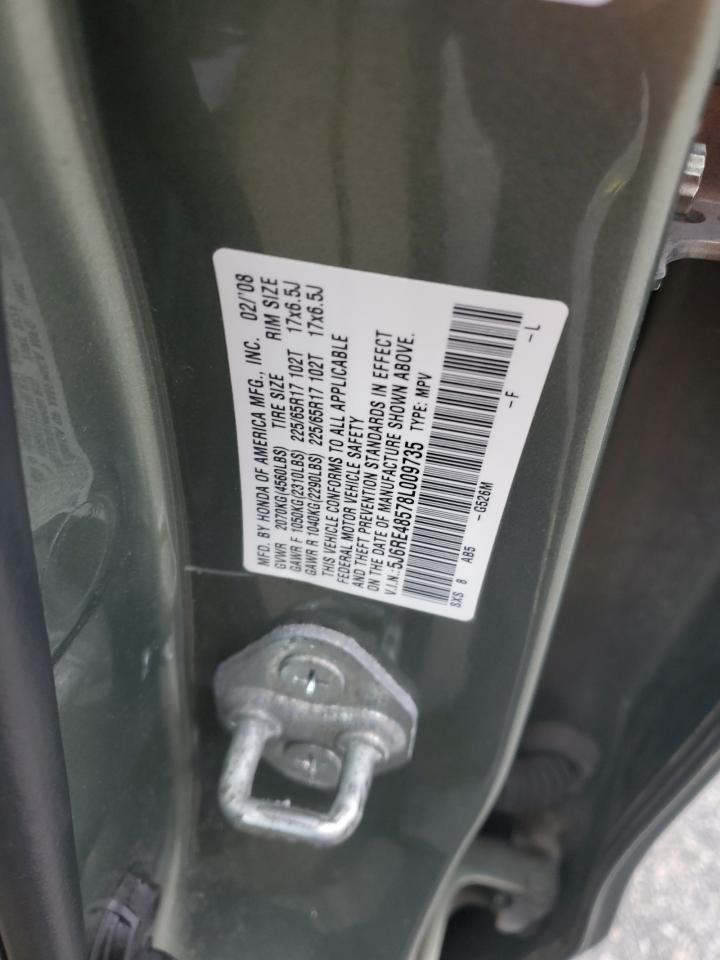 MFD. BY HONDA OF AMERICA MFG., INC. 02/'08
GVWR 2070KG(4560LBS) TIRE SIZE RIM SIZE
GAWR F 1050KG(2310LBS) 225/65R17 102T 17x6.5J
GAWR R 1040KG(2290LBS) 225/65R17 102T 17x6.5J
THIS VEHICLE CONFORMS TO ALL APPLICABLE
FEDERAL MOTOR VEHICLE SAFETY
AND THEFT PREVENTION STANDARDS IN EFFECT
ON THE DATE OF MANUFACTURE SHOWN ABOVE.
V.I.N.:5J6RE48578L009735 TYPE: MPV
SXS 8 AB5 -G526M -F -L